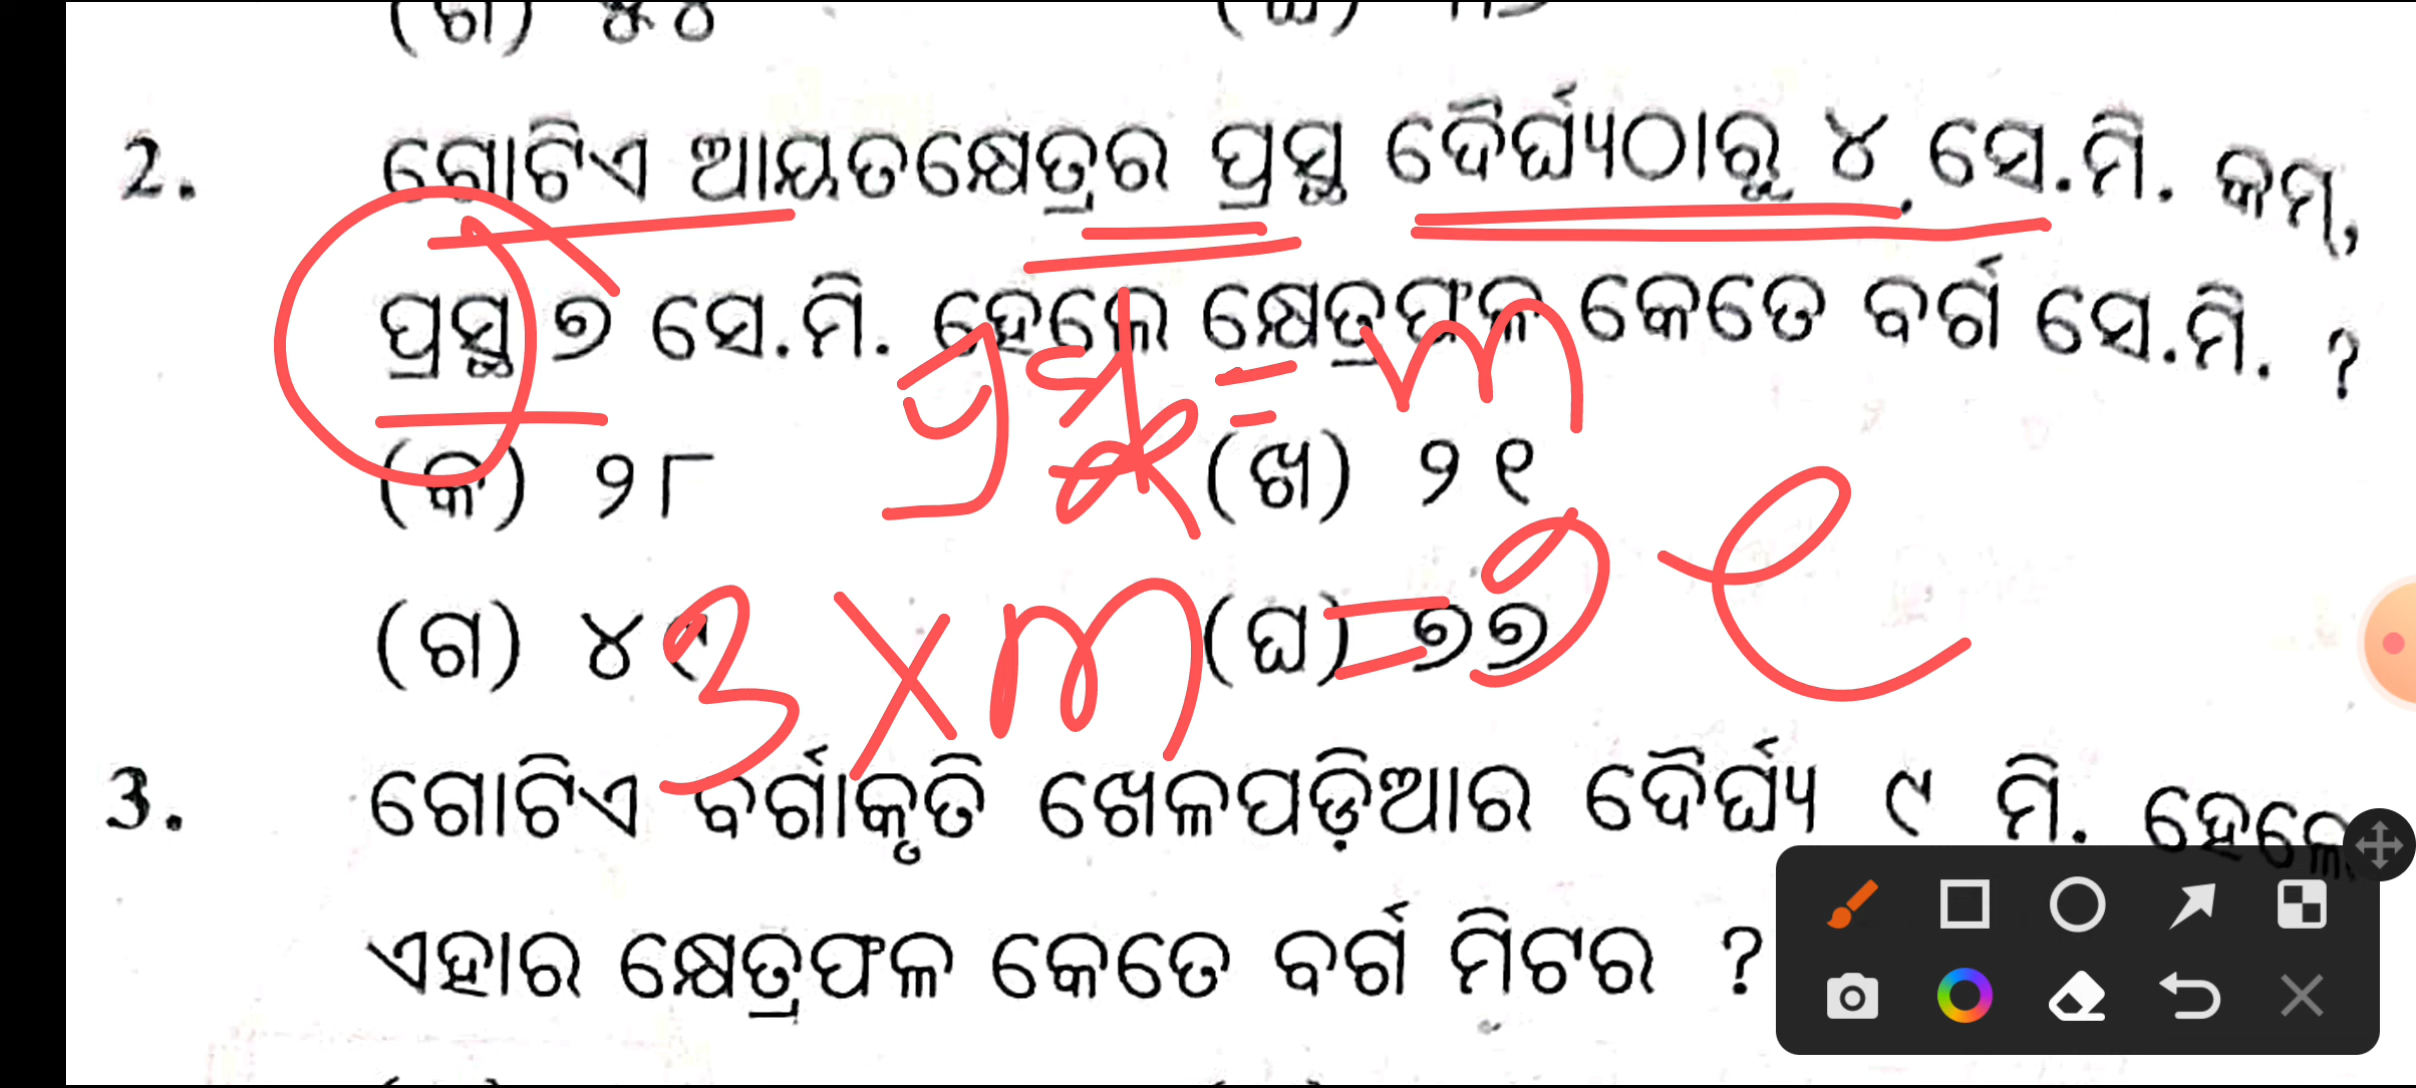 2. ଗୋଟିଏ ଆୟତକ୍ଷେତ୍ରର ପ୍ରସ୍ଥ ଦୈର୍ଘ୍ୟଠାରୁ ୪ ସେ.ମି. କମ୍,
ପ୍ରସ୍ଥ ୭ ସେ.ମି. ହେଲେ କ୍ଷେତ୍ରଫଳ କେତେ ବର୍ଗ ସେ.ମି. ?
(କ) ୨୮ (ଖ) ୨୧
(ଗ) ୪୧ (ଘ) ୭୭
3. ଗୋଟିଏ ବର୍ଗାକୃତି ଖେଳପଡ଼ିଆର ଦୈର୍ଘ୍ୟ ୯ ମି. ହେଲେ
ଏହାର କ୍ଷେତ୍ରଫଳ କେତେ ବର୍ଗ ମିଟର ?